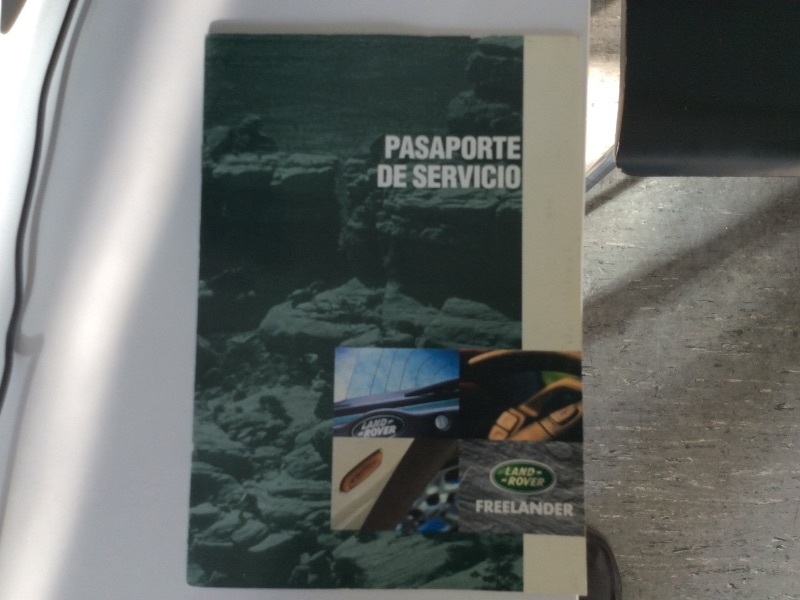 PASAPORTE
DE SERVICIO
LAND
ROVER
LAND
ROVER
FREELANDER